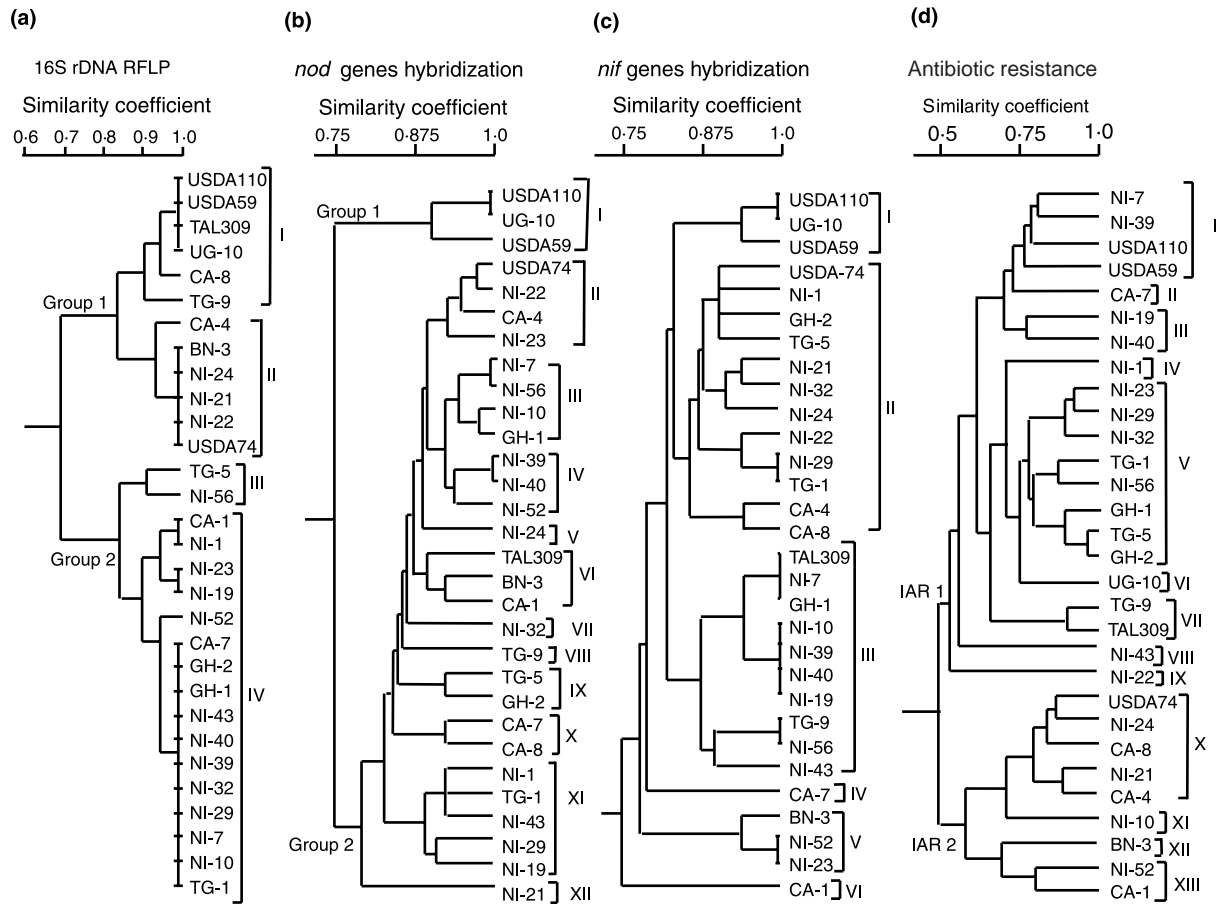 (a)
16S rDNA RFLP
Similarity coefficient
0·6 0·7 0·8 0·9 1·0
USDA110
USDA59
TAL309
UG-10
CA-8
TG-9
I
Group 1
CA-4
BN-3
NI-24
NI-21
NI-22
USDA74
II
TG-5
NI-56
III
Group 2
CA-1
NI-1
NI-23
NI-19
NI-52
CA-7
GH-2
GH-1
NI-43
NI-40
NI-39
NI-32
NI-29
NI-7
NI-10
TG-1
IV
(b)
nod genes hybridization
Similarity coefficient
0·75 0·875 1·0
Group 1
USDA110
UG-10
USDA59
I
USDA74
NI-22
CA-4
NI-23
II
NI-7
NI-56
NI-10
GH-1
III
NI-39
NI-40
NI-52
IV
NI-24
V
TAL309
BN-3
CA-1
VI
NI-32
VII
TG-9
VIII
TG-5
GH-2
IX
CA-7
CA-8
X
NI-1
TG-1
NI-43
NI-29
NI-19
XI
Group 2
NI-21
XII
(c)
nif genes hybridization
Similarity coefficient
0·75 0·875 1·0
USDA110
UG-10
USDA59
I
USDA-74
NI-1
GH-2
TG-5
NI-21
NI-32
NI-24
NI-22
NI-29
TG-1
CA-4
CA-8
II
TAL309
NI-7
GH-1
NI-10
NI-39
NI-40
NI-19
TG-9
NI-56
NI-43
III
CA-7
IV
BN-3
NI-52
NI-23
V
CA-1
VI
(d)
Antibiotic resistance
Similarity coefficient
0·5 0·75 1·0
NI-7
NI-39
USDA110
USDA59
I
CA-7
II
NI-19
NI-40
III
NI-1
IV
NI-23
NI-29
NI-32
TG-1
NI-56
GH-1
TG-5
GH-2
V
UG-10
VI
IAR 1
TG-9
TAL309
VII
NI-43
VIII
NI-22
IX
USDA74
NI-24
CA-8
NI-21
CA-4
X
NI-10
XI
IAR 2
BN-3
XII
NI-52
CA-1
XIII